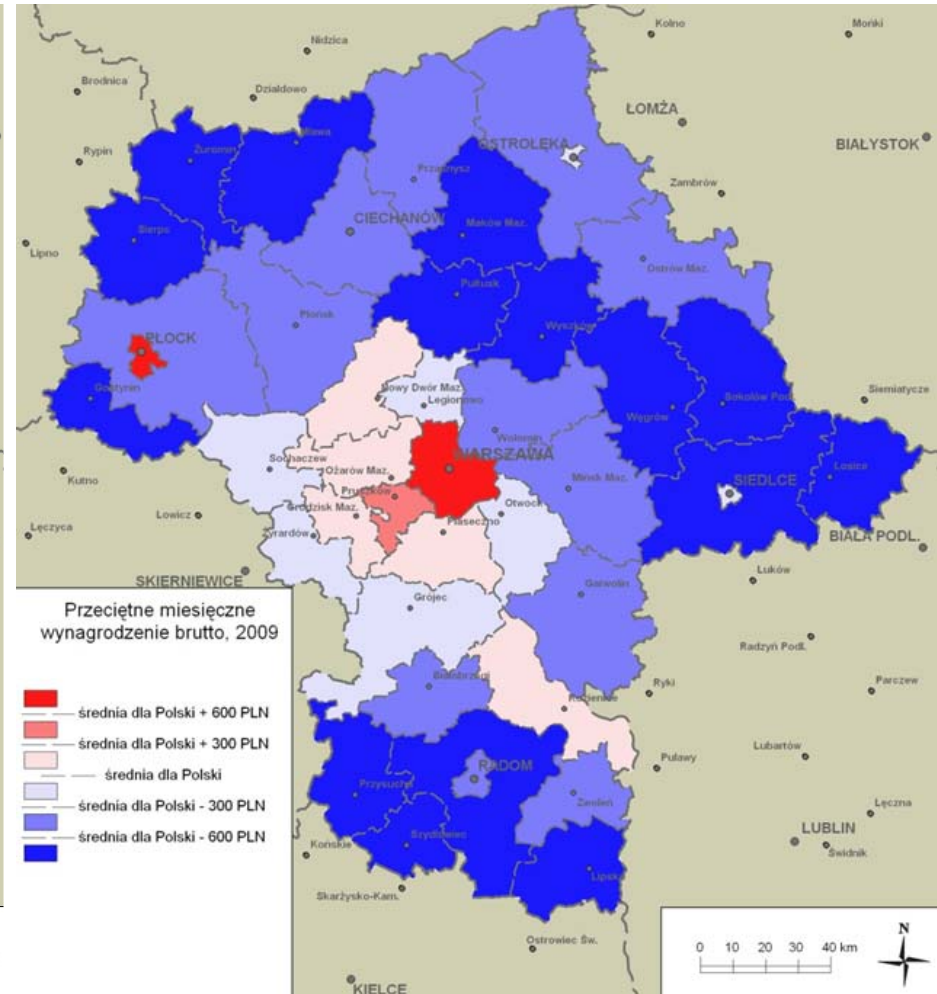 Kolno
Mońki
Nidzica
Brodnica
Działdowo
ŁOMŻA
BIAŁYSTOK
Mława
Żuromin
OSTROŁĘKA
Rypin
Przasnysz
Zambrów
CIECHANÓW
Maków Maz.
Sierpc
Lipno
Ostrów Maz.
Pułtusk
Płońsk
Wyszków
PŁOCK
Gostynin
Nowy Dwór Maz.
Legionowo
Siemiatycze
Węgrów
Sokołów Pod.
Wołomin
WARSZAWA
Sochaczew
Ożarów Maz.
Kutno
Mińsk Maz.
SIEDLCE
Łosice
Pruszków
Grodzisk Maz.
Otwock
Łowicz
Piaseczno
Łęczyca
Żyrardów
BIAŁA PODL.
SKIERNIEWICE
Łuków
Garwolin
Grójec
Przeciętne miesięczne
wynagrodzenie brutto, 2009
Radzyń Podl.
Białobrzegi
Ryki
Parczew
Kozienice
średnia dla Polski + 600 PLN
średnia dla Polski + 300 PLN
średnia dla Polski
średnia dla Polski - 300 PLN
średnia dla Polski - 600 PLN
Lubartów
Puławy
RADOM
Przysucha
Zwoleń
Łęczna
LUBLIN
Świdnik
Końskie
Szydłowiec
Lipsko
Skarżysko-Kam.
Ostrowiec Św.
KIELCE
N
0 10 20 30 40 km